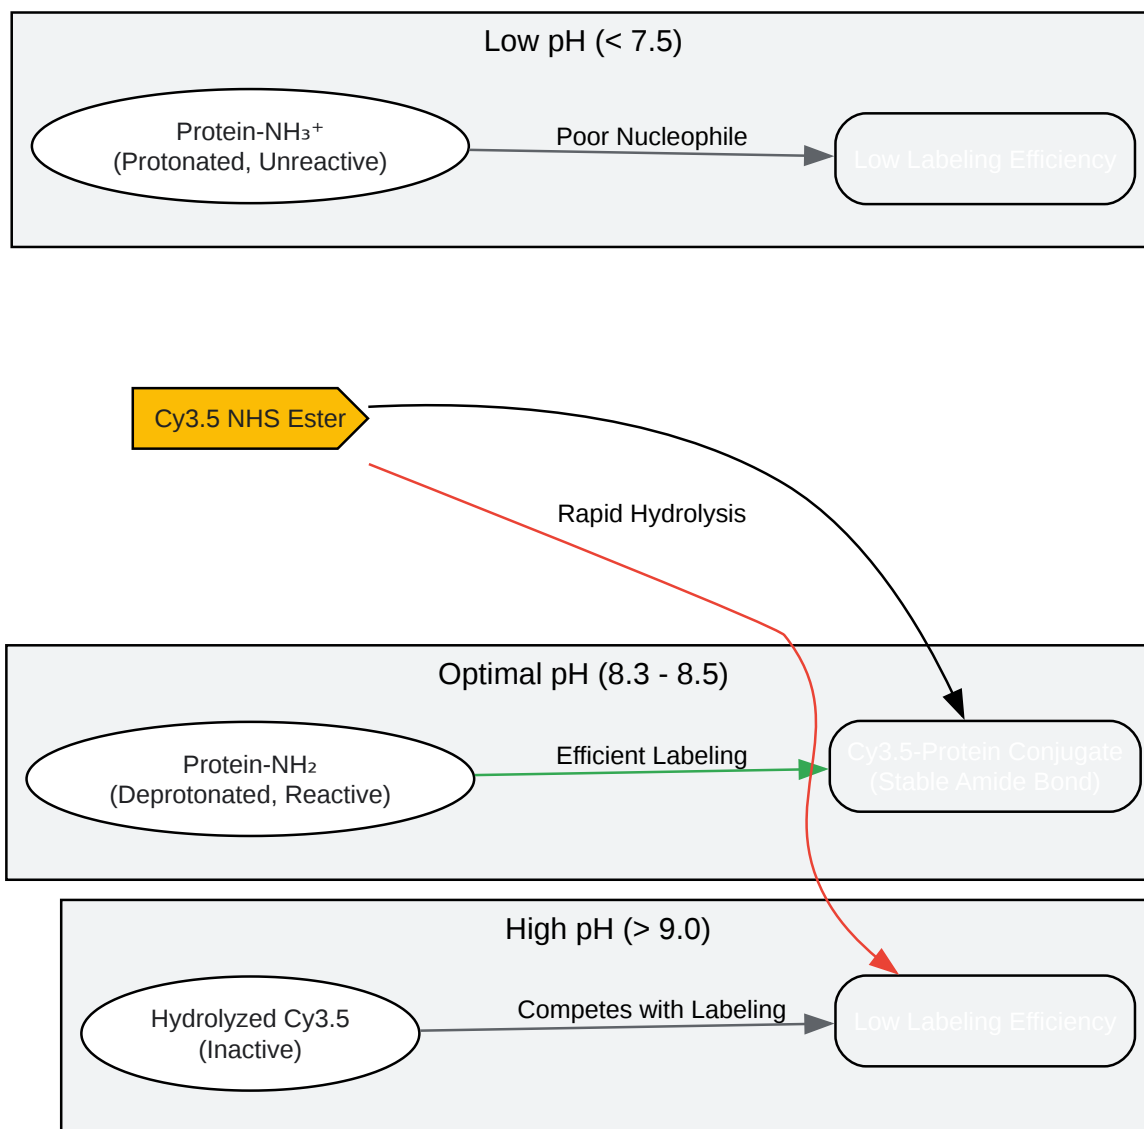 Low pH (< 7.5)
Protein-NH₃⁺
(Protonated, Unreactive)
Poor Nucleophile
Low Labeling Efficiency
Cy3.5 NHS Ester
Rapid Hydrolysis
Optimal pH (8.3 - 8.5)
Protein-NH₂
(Deprotonated, Reactive)
Efficient Labeling
Cy3.5-Protein Conjugate
(Stable Amide Bond)
High pH (> 9.0)
Hydrolyzed Cy3.5
(Inactive)
Competes with Labeling
Low Labeling Efficiency